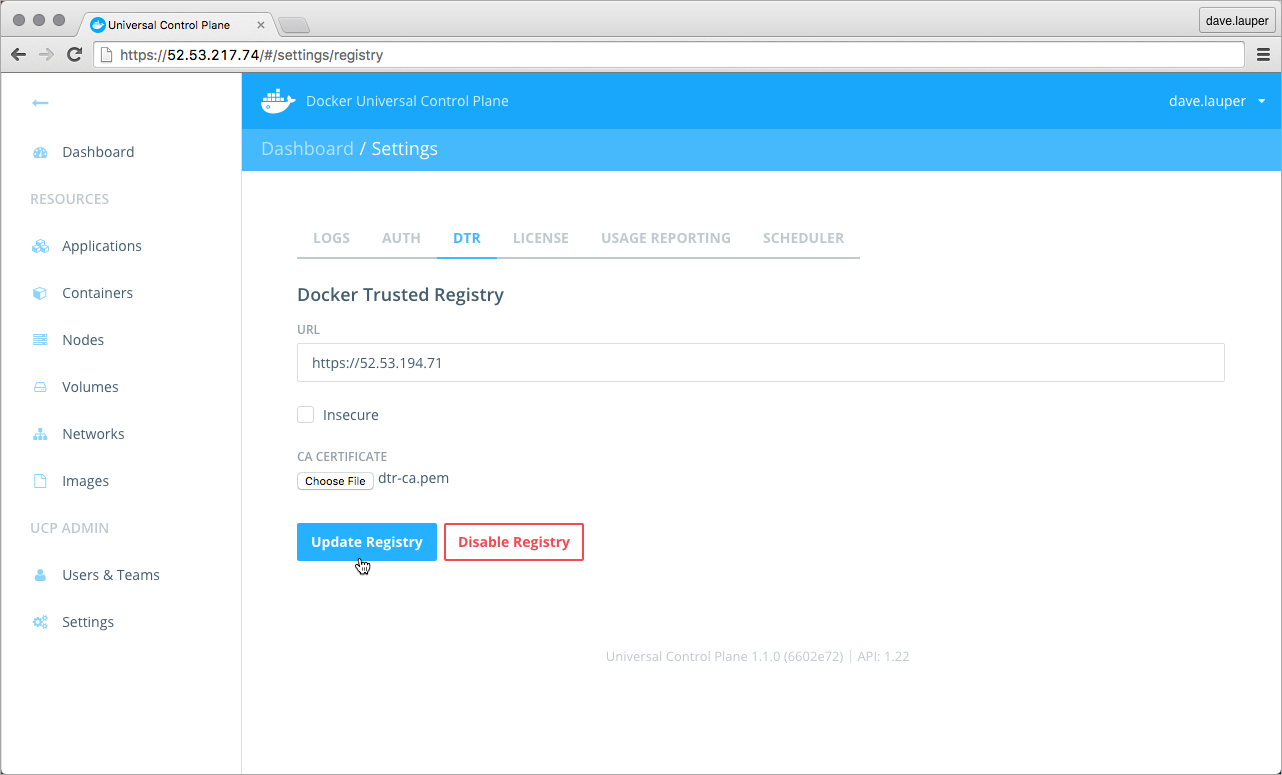 Universal Control Plane
dave.lauper
https://52.53.217.74/#/settings/registry
Docker Universal Control Plane
dave.lauper
Dashboard / Settings
Dashboard
RESOURCES
Applications
Containers
Nodes
Volumes
Networks
Images
UCP ADMIN
Users & Teams
Settings
LOGS AUTH DTR LICENSE USAGE REPORTING SCHEDULER
Docker Trusted Registry
URL
https://52.53.194.71
Insecure
CA CERTIFICATE
Choose File dtr-ca.pem
Update Registry Disable Registry
Universal Control Plane 1.1.0 (6602e72) | API: 1.22